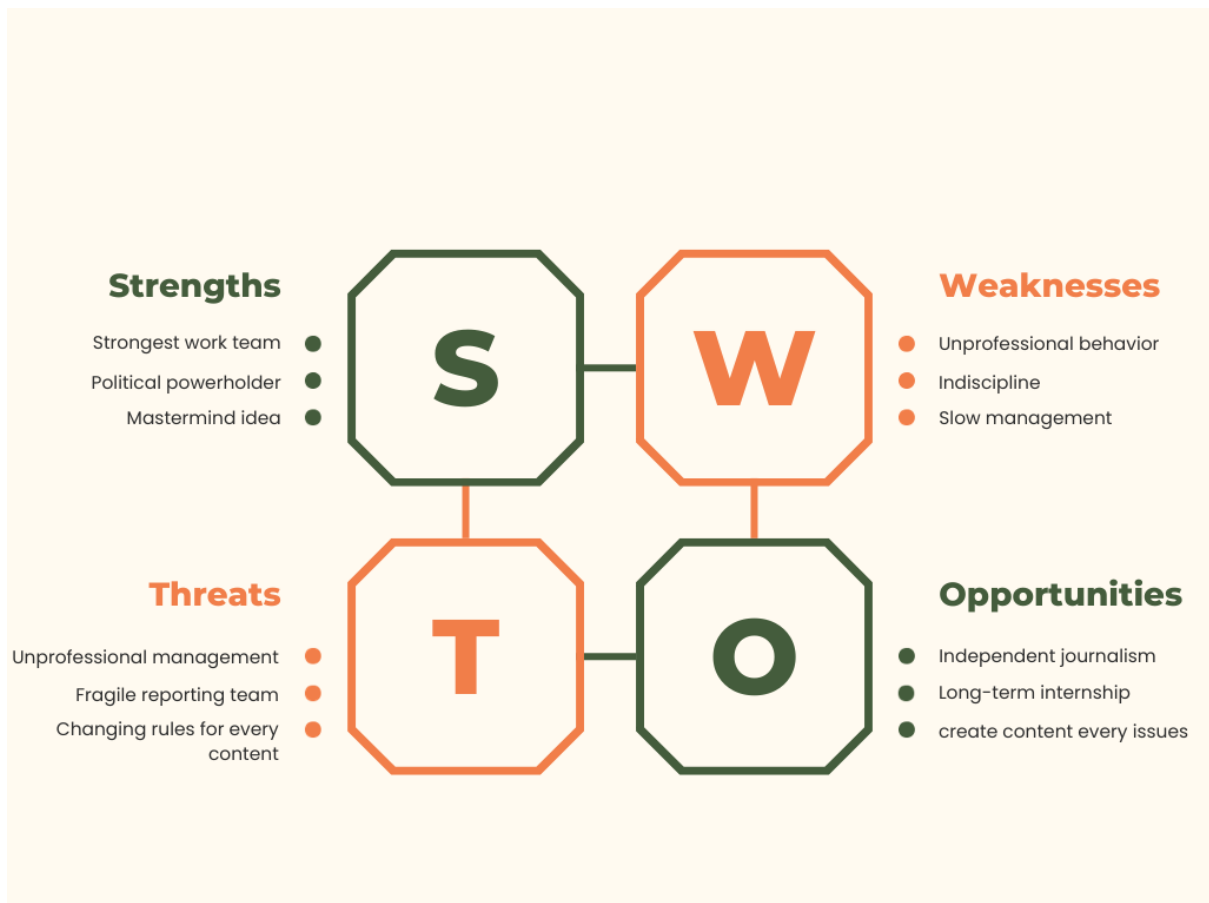 Strengths
Strongest work team
Political powerholder
Mastermind idea
S
W
Weaknesses
Unprofessional behavior
Indiscipline
Slow management
Threats
Unprofessional management
Fragile reporting team
Changing rules for every
content
T
O
Opportunities
Independent journalism
Long-term internship
create content every issues